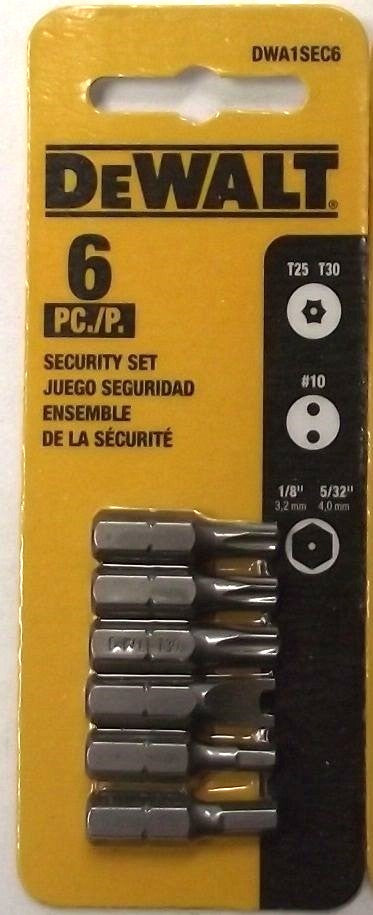 DWA1SEC6
DEWALT®
6
PC./P.
SECURITY SET
JUEGO SEGURIDAD
ENSEMBLE
DE LA SÉCURITÉ
T25 T30
#10
1/8" 5/32"
3,2 mm 4,0 mm